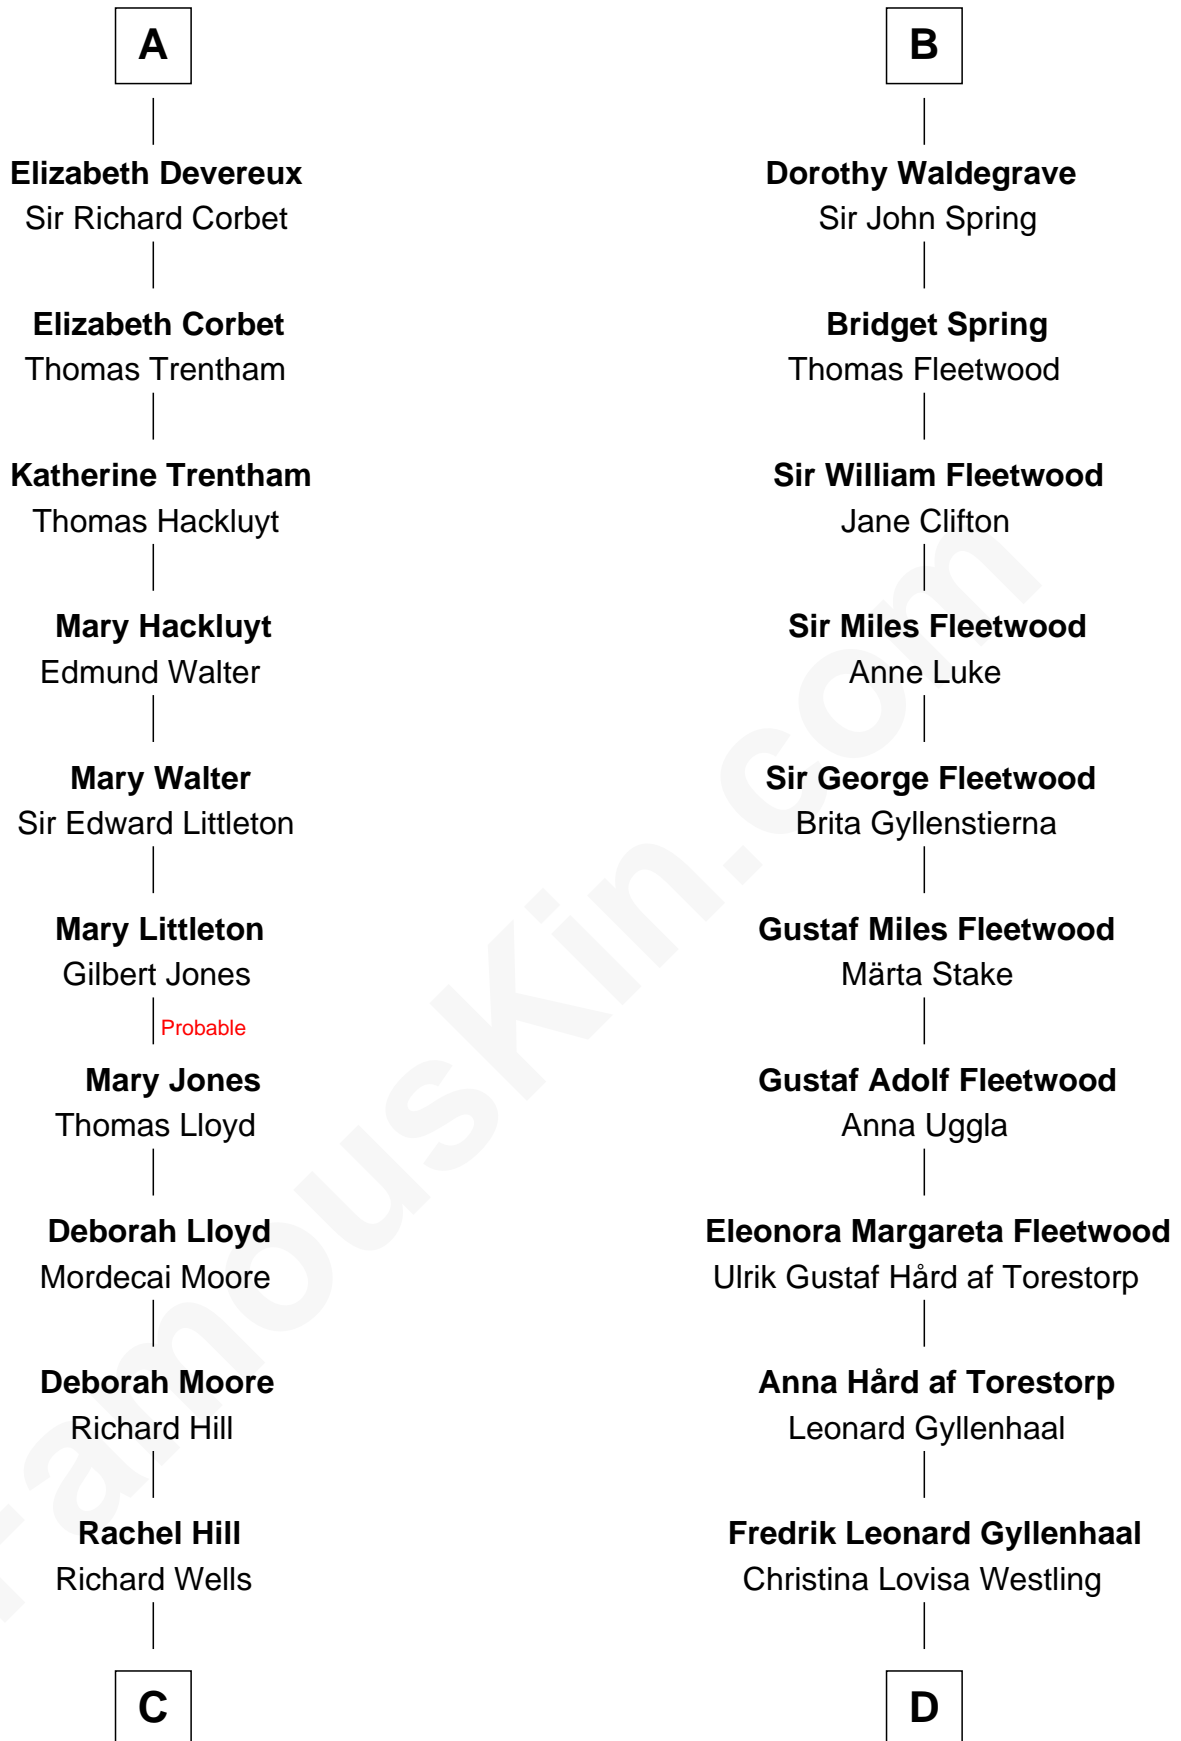 A
Elizabeth Devereux
Sir Richard Corbet
Elizabeth Corbet
Thomas Trentham
Katherine Trentham
Thomas Hackluyt
Mary Hackluyt
Edmund Walter
Mary Walter
Sir Edward Littleton
Mary Littleton
Gilbert Jones
Probable
Mary Jones
Thomas Lloyd
Deborah Lloyd
Mordecai Moore
Deborah Moore
Richard Hill
Rachel Hill
Richard Wells
C
B
Dorothy Waldegrave
Sir John Spring
Bridget Spring
Thomas Fleetwood
Sir William Fleetwood
Jane Clifton
Sir Miles Fleetwood
Anne Luke
Sir George Fleetwood
Brita Gyllenstierna
Gustaf Miles Fleetwood
Märta Stake
Gustaf Adolf Fleetwood
Anna Uggla
Eleonora Margareta Fleetwood
Ulrik Gustaf Hård af Torestorp
Anna Hård af Torestorp
Leonard Gyllenhaal
Fredrik Leonard Gyllenhaal
Christina Lovisa Westling
D
FamousKin.com